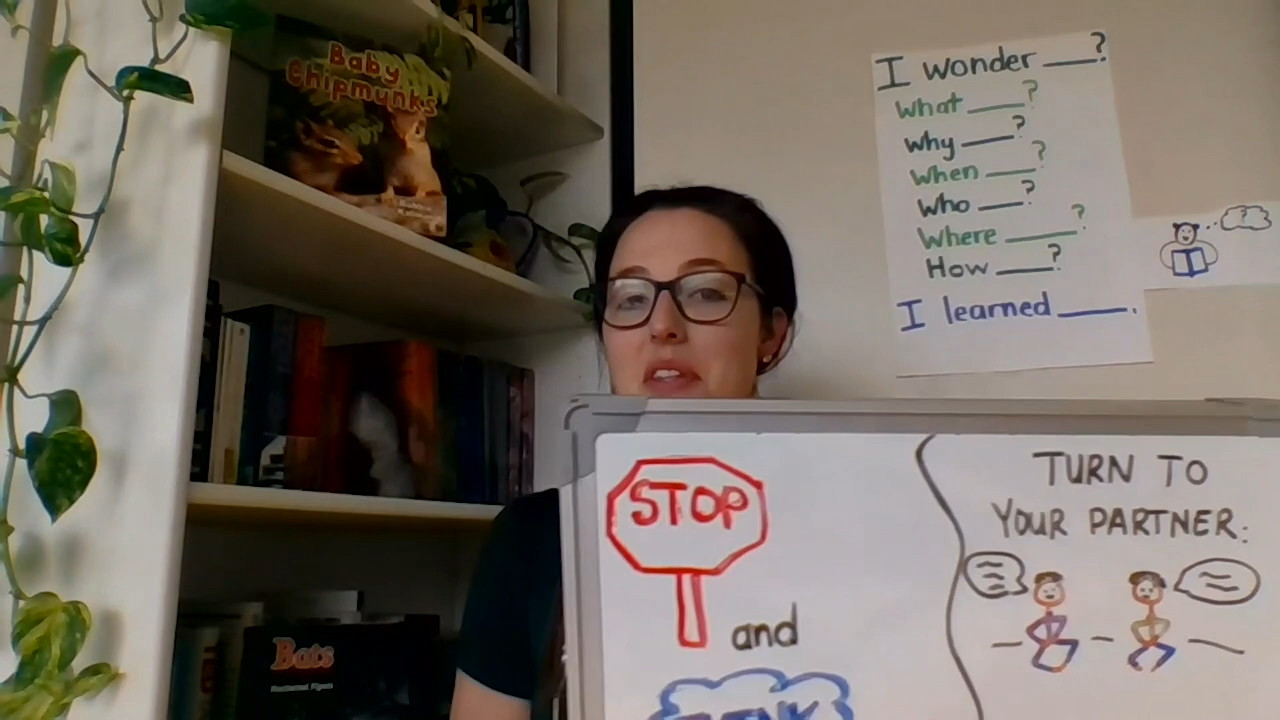 Baby
Chipmunks
I wonder ___?
What ___?
Why ___?
When ___?
Who ___?
Where ___?
How ___?
I learned ___.
?
STOP
and
TURN TO
YOUR PARTNER:
Bats